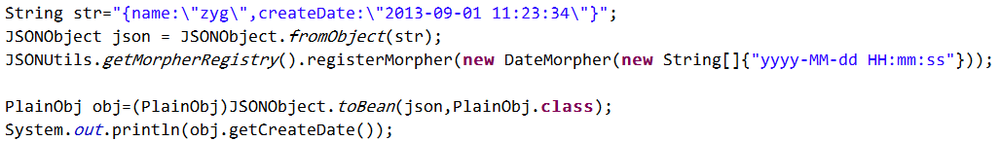 String str="{name:\"zyg\",createDate:\"2013-09-01 11:23:34\"}";
JSONObject json = JSONObject.fromObject(str);
JSONUtils.getMorpherRegistry().registerMorpher(new DateMorpher(new String[]{"yyyy-MM-dd HH:mm:ss"}));
PlainObj obj=(PlainObj)JSONObject.toBean(json,PlainObj.class);
System.out.println(obj.getCreateDate());